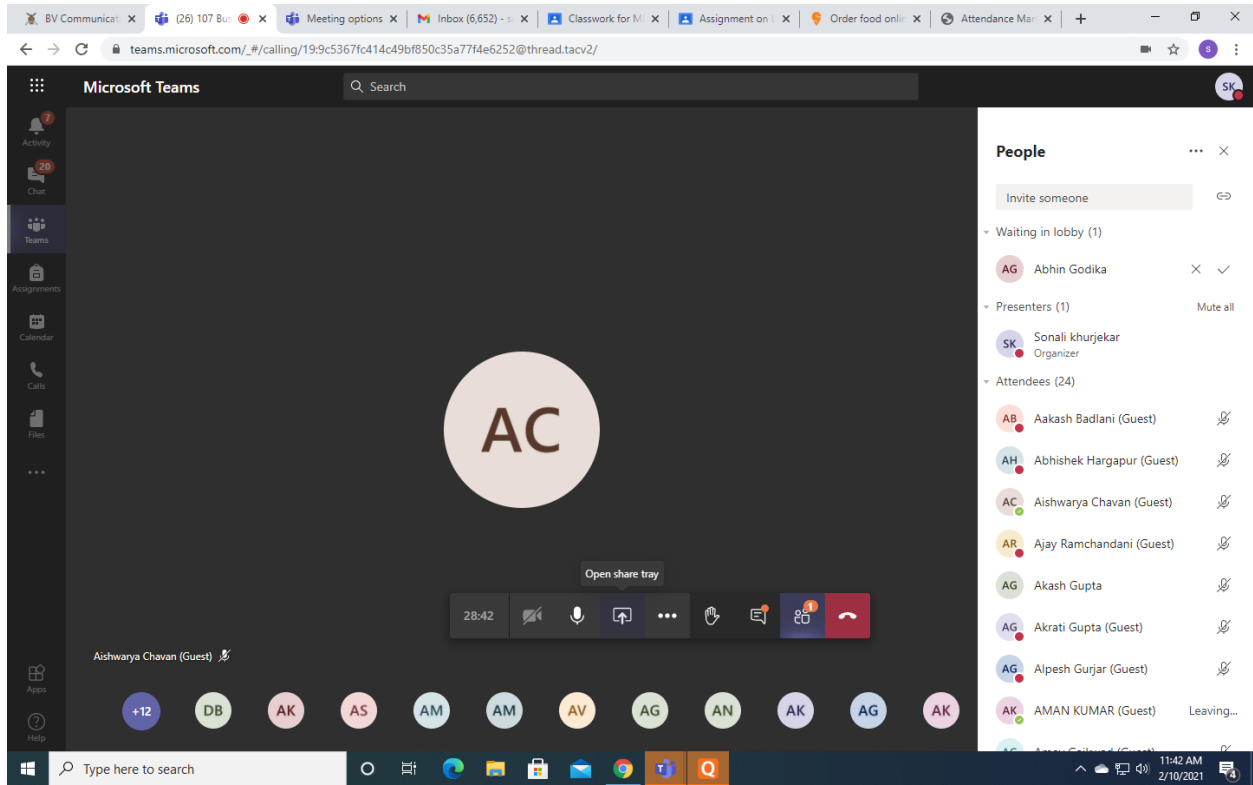 BV Communicat
(26) 107 Bus
Meeting options
Inbox (6,652) - s
Classwork for M
Assignment on
Order food onlin
Attendance Mar
teams.microsoft.com/_#/calling/19:9c5367fc414c49bf850c35a77f4e6252@thread.tacv2/
s
Microsoft Teams
Search
SK
7
Activity
20
Chat
Teams
Assignments
Calendar
Calls
Files
Apps
Help
AC
Open share tray
28:42
1
Aishwarya Chavan (Guest)
+12 DB AK AS AM AM AV AG AN AK AG AK
People
Invite someone
Waiting in lobby (1)
AG Abhin Godika
Presenters (1) Mute all
SK Sonali khurjekar
Organizer
Attendees (24)
AB Aakash Badlani (Guest)
AH Abhishek Hargapur (Guest)
AC Aishwarya Chavan (Guest)
AR Ajay Ramchandani (Guest)
AG Akash Gupta
AG Akrati Gupta (Guest)
AG Alpesh Gurjar (Guest)
AK AMAN KUMAR (Guest) Leaving...
Type here to search
Q
11:42 AM
2/10/2021
4